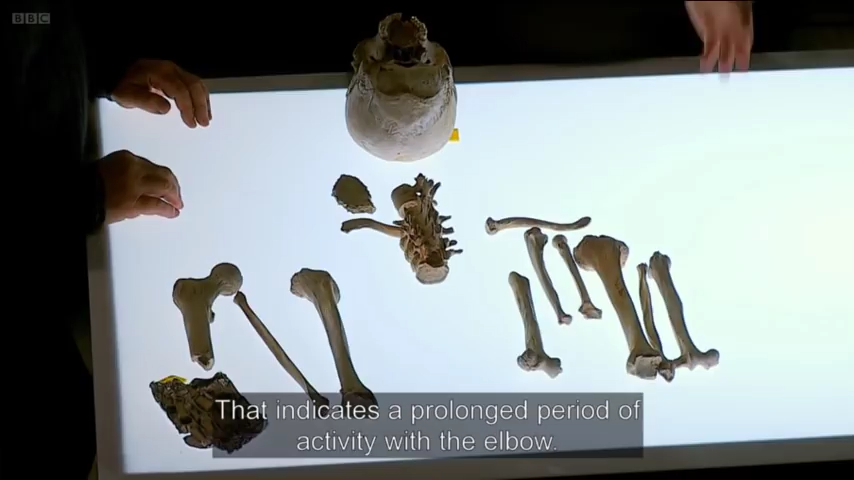 BBC
That indicates a prolonged period of
activity with the elbow.